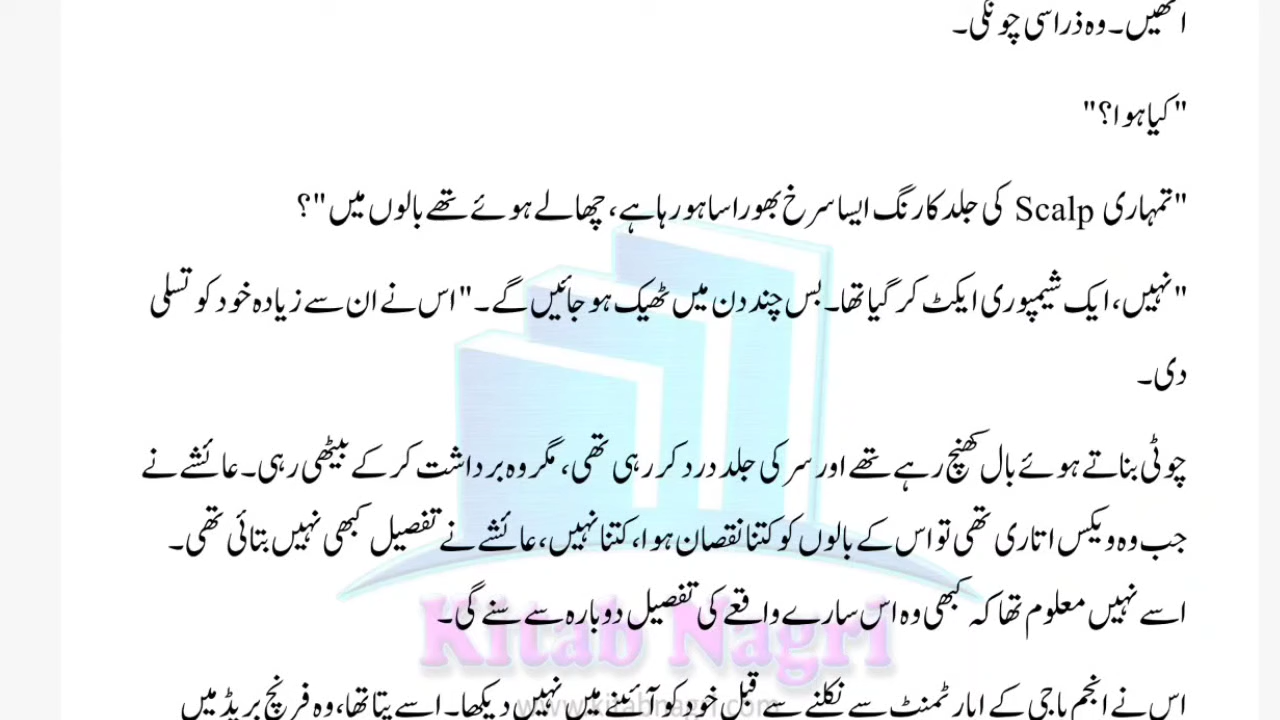 اٹھیں۔ وہ ذرا سی چونکی۔
"کیا ہوا؟"
"تمہاری Scalp کی جلد کا رنگ ایسا سرخ بھورا سا ہو رہا ہے، چھالے ہوئے تھے بالوں میں"؟
"نہیں، ایک شیمپو ری ایکٹ کر گیا تھا۔ بس چند دن میں ٹھیک ہو جائیں گے۔" اس نے ان سے زیادہ خود کو تسلی
دی۔
چوٹی بناتے ہوئے بال کھنچ رہے تھے اور سر کی جلد درد کر رہی تھی، مگر وہ برداشت کر کے بیٹھی رہی۔ عائشے نے
جب وہ ویکس اتاری تھی تو اس کے بالوں کو کتنا نقصان ہوا، کتنا نہیں، عائشے نے تفصیل کبھی نہیں بتائی تھی۔
اسے نہیں معلوم تھا کہ کبھی وہ اس سارے واقعے کی تفصیل دوبارہ سے سنے گی۔
Kitab Nagri
اس نے انجم باجی کے اپارٹمنٹ سے نکلنے سے قبل خود کو آئینے میں نہیں دیکھا۔ اسے پتا تھا، وہ فرنچ بریڈ میں
www.kitabnagri.com